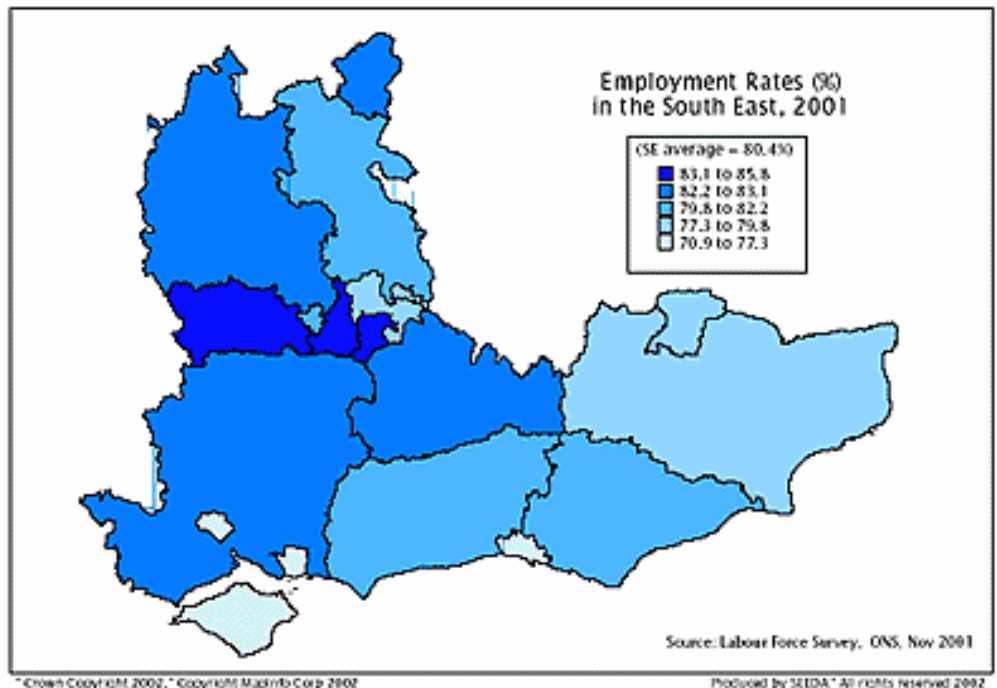 Employment Rates (%)
in the South East, 2001
(SE average = 80.4%)
83.1 to 85.8
82.2 to 83.1
79.8 to 82.2
77.3 to 79.8
70.9 to 77.3
Source: Labour Force Survey, ONS, Nov 2001
"Crown Copyright 2002." Copyright MapInfo Corp 2002
Produced by SEEDA " All rights reserved 2002